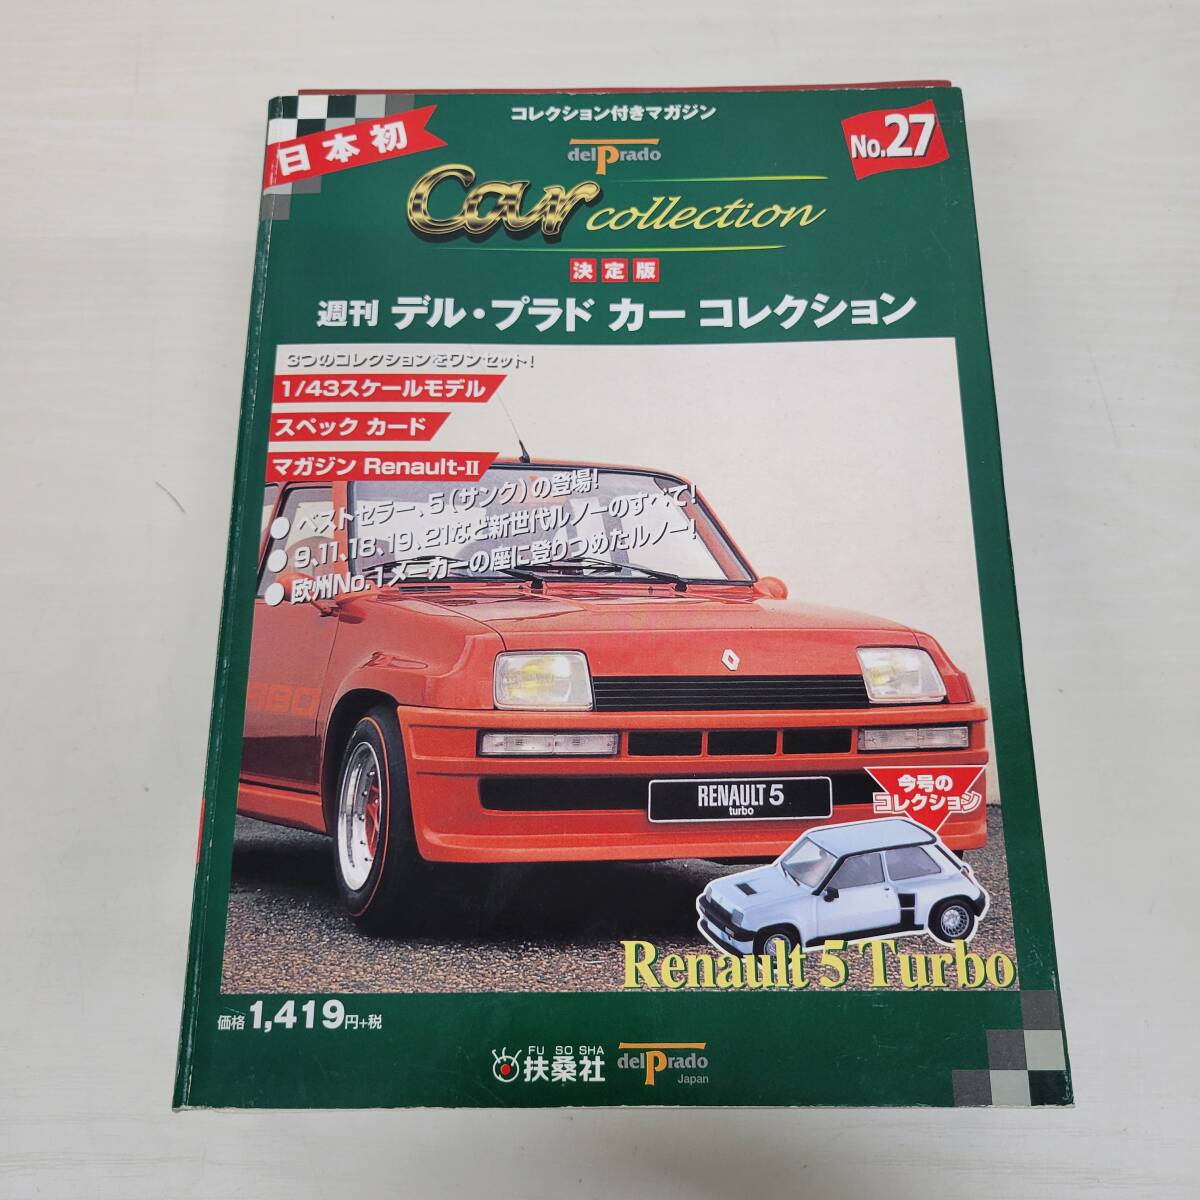 コレクション付きマガジン
日本初
No.27
delPrado
Car collection
決定版
週刊 デル・プラド カー コレクション
3つのコレクションをワンセット!
1/43スケールモデル
スペック カード
マガジン Renault-II
● ベストセラー、5(サンク)の登場!
● 9、11、18、19、21など新世代ルノーのすべて!
● 欧州No.1メーカーの座に登りつめたルノー!
RENAULT 5
turbo
今号の
コレクション
Renault 5 Turbo
価格1,419円+税
FU SO SHA
扶桑社
delPrado
Japan